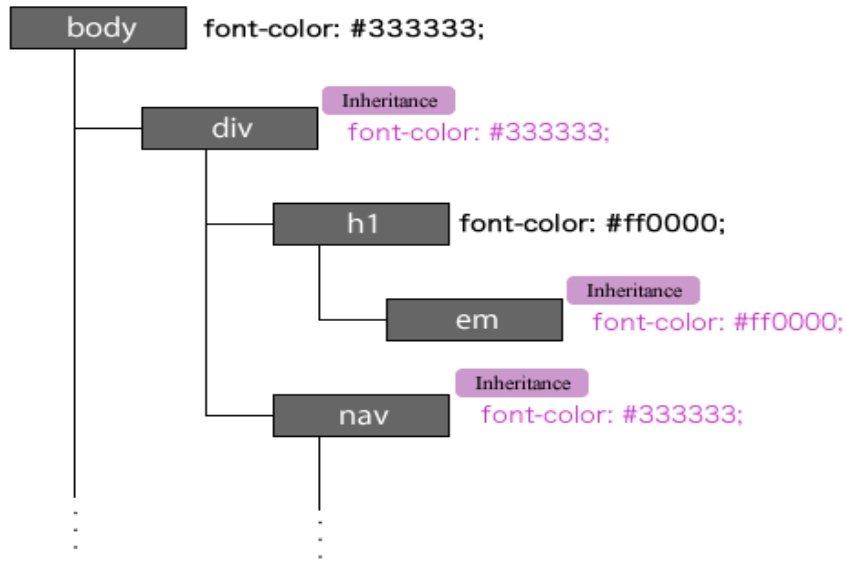 body font-color: #333333;
Inheritance
div font-color: #333333;
h1 font-color: #ff0000;
Inheritance
em font-color: #ff0000;
Inheritance
nav font-color: #333333;